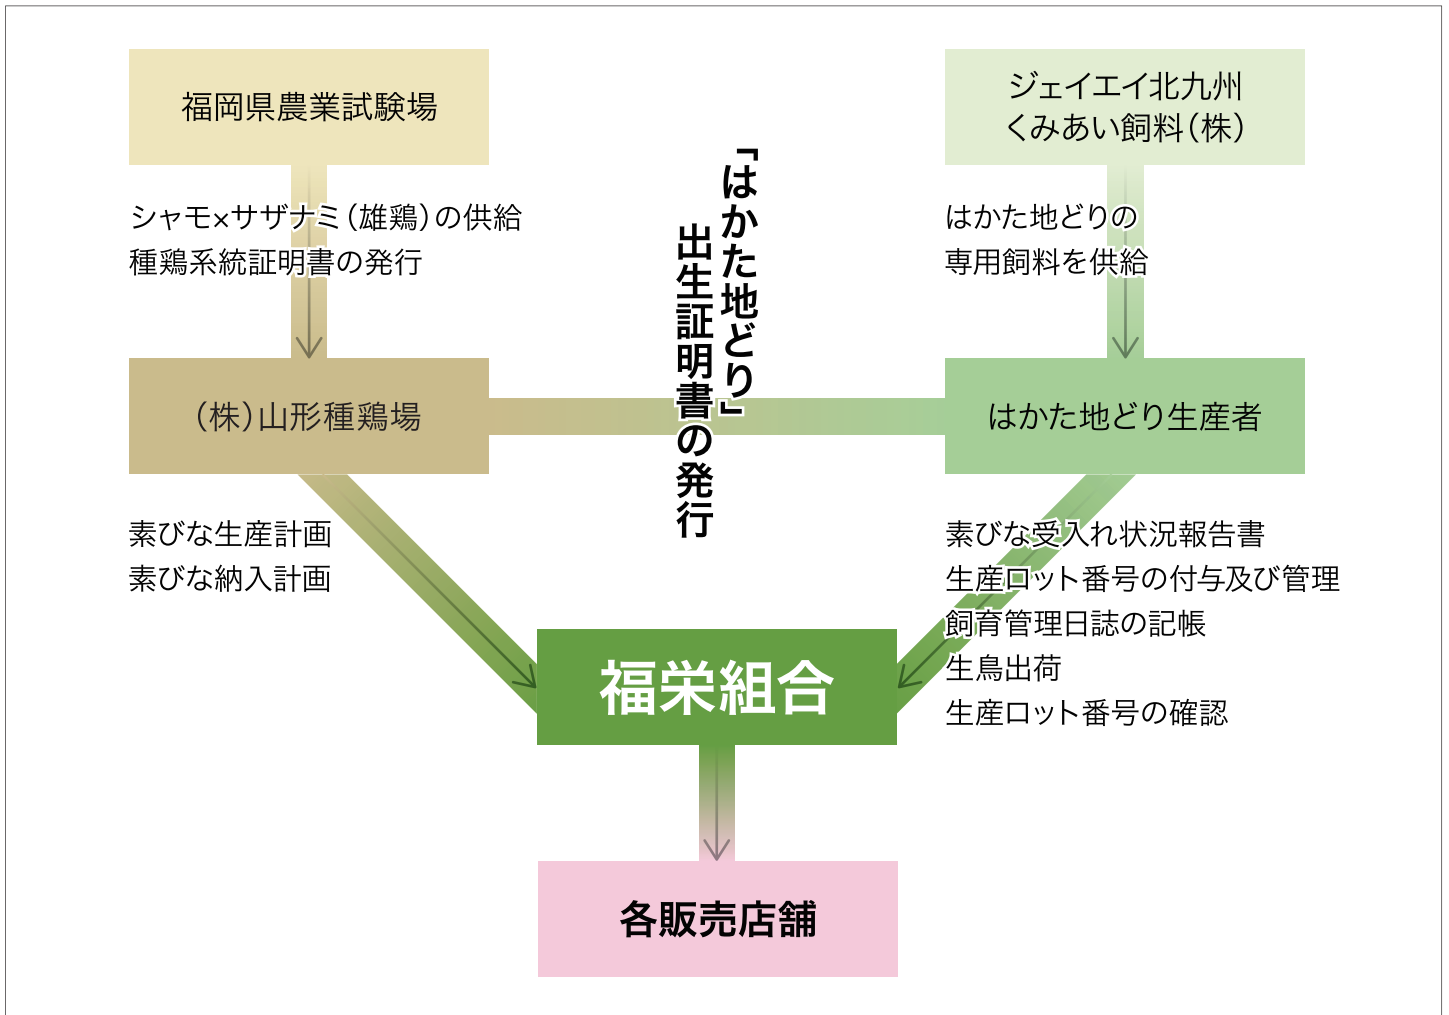 福岡県農業試験場
シャモ×サザナミ（雄鶏）の供給
種鶏系統証明書の発行
（株）山形種鶏場
素びな生産計画
素びな納入計画
「はかた地どり」
出生証明書の発行
ジェイエイ北九州
くみあい飼料（株）
はかた地どりの
専用飼料を供給
はかた地どり生産者
素びな受入れ状況報告書
生産ロット番号の付与及び管理
飼育管理日誌の記帳
生鳥出荷
生産ロット番号の確認
福栄組合
各販売店舗